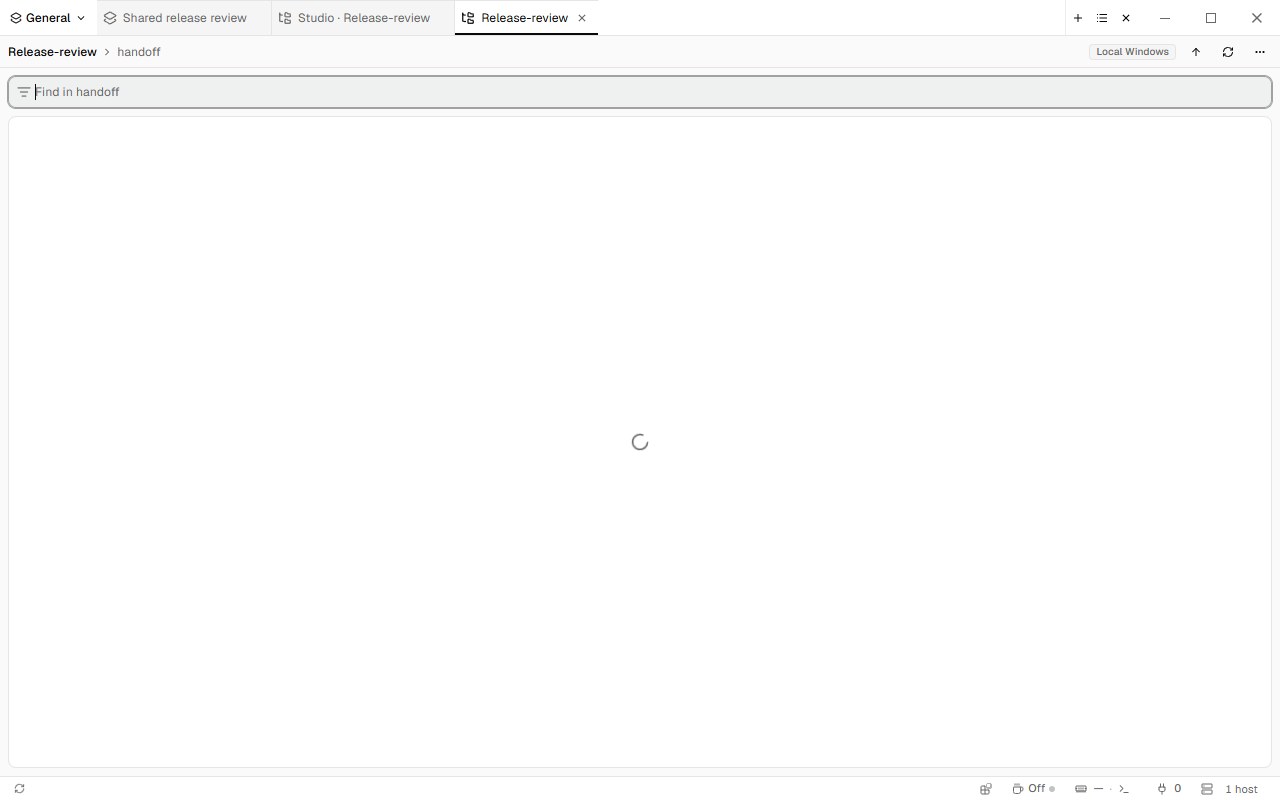 General
Shared release review
Studio · Release-review
Release-review
Release-review > handoff
Local Windows
Find in handoff
Off
0
1 host